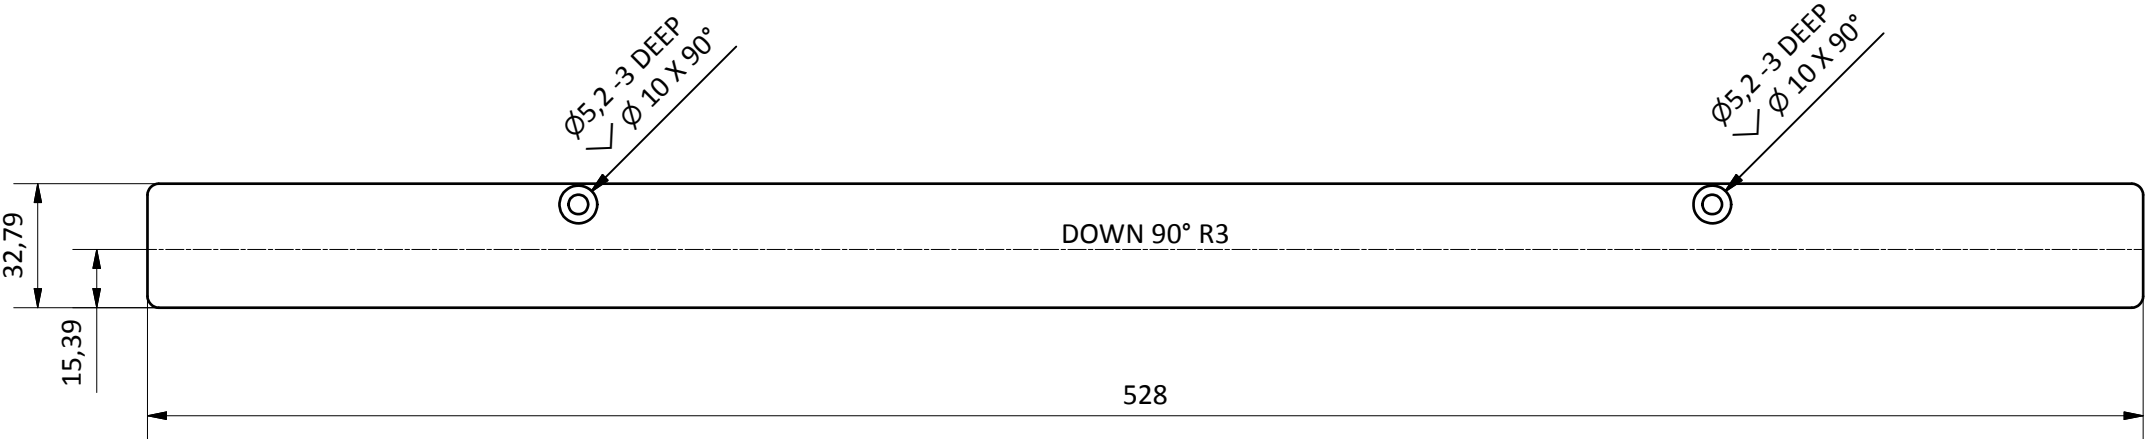 Ø5,2 -3 DEEP
⌵ Ø 10 X 90°
Ø5,2 -3 DEEP
⌵ Ø 10 X 90°
32,79
DOWN 90° R3
15,39
528